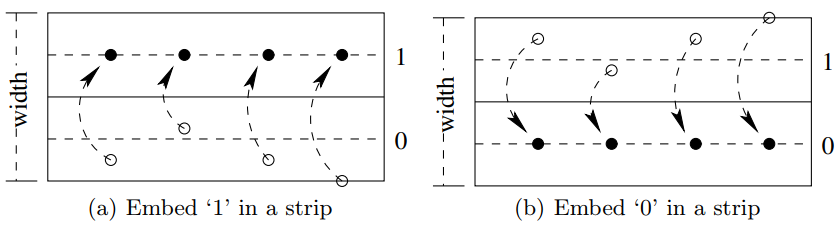 width
1
0
(a) Embed ‘1’ in a strip
width
1
0
(b) Embed ‘0’ in a strip